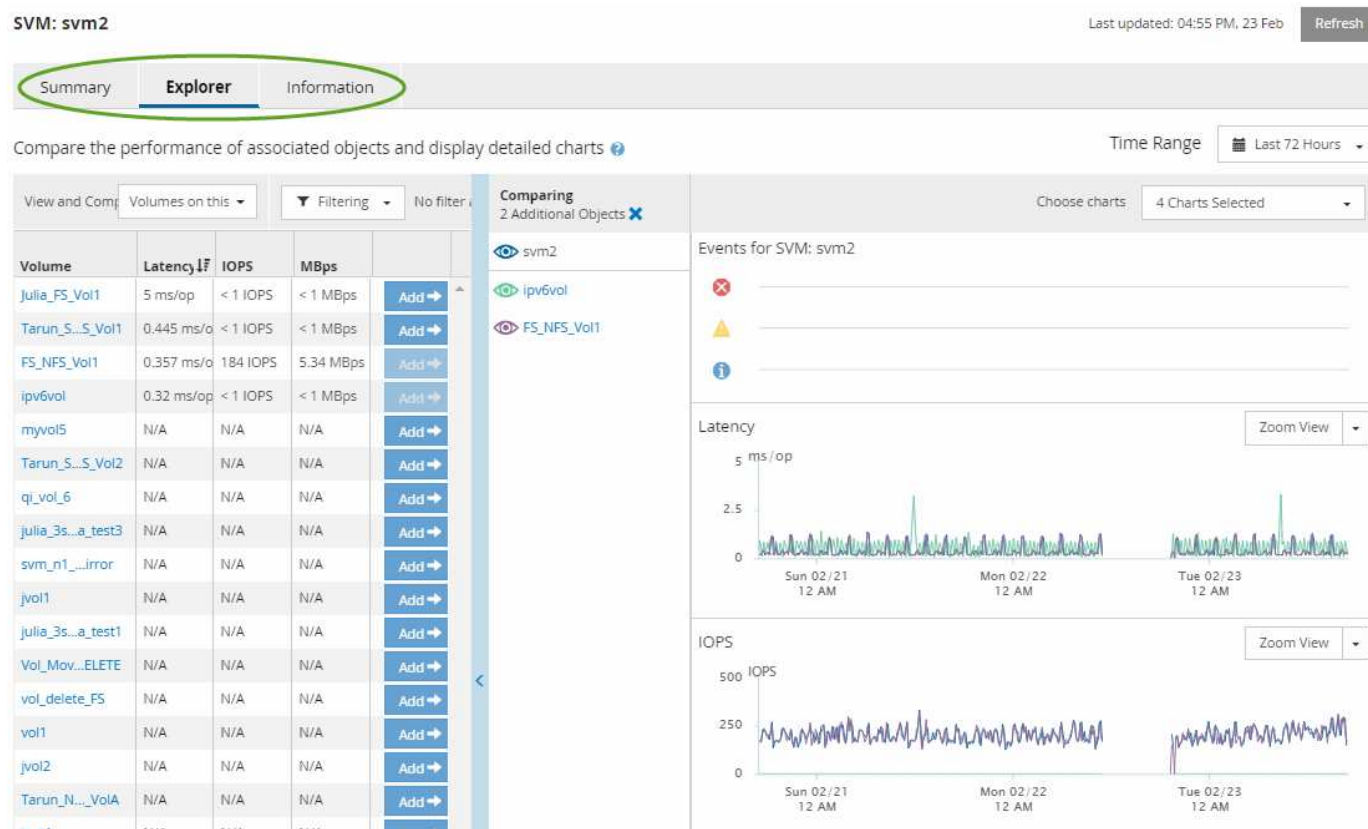 SVM: svm2
Last updated: 04:55 PM, 23 Feb Refresh
Summary Explorer Information
Compare the performance of associated objects and display detailed charts ?
Time Range Last 72 Hours
View and Comp Volumes on this Filtering No filter
Volume Latency IOPS MBps
Julia_FS_Vol1 5 ms/op < 1 IOPS < 1 MBps Add
Tarun_S...S_Vol1 0.445 ms/o < 1 IOPS < 1 MBps Add
FS_NFS_Vol1 0.357 ms/o 184 IOPS 5.34 MBps Add
ipv6vol 0.32 ms/op < 1 IOPS < 1 MBps Add
myvol5 N/A N/A N/A Add
Tarun_S...S_Vol2 N/A N/A N/A Add
qi_vol_6 N/A N/A N/A Add
julia_3s...a_test3 N/A N/A N/A Add
svm_n1_...irror N/A N/A N/A Add
jvol1 N/A N/A N/A Add
julia_3s...a_test1 N/A N/A N/A Add
Vol_Mov...ELETE N/A N/A N/A Add
vol_delete_FS N/A N/A N/A Add
vol1 N/A N/A N/A Add
jvol2 N/A N/A N/A Add
Tarun_N..._VolA N/A N/A N/A Add
Comparing
2 Additional Objects
svm2
ipv6vol
FS_NFS_Vol1
Choose charts 4 Charts Selected
Events for SVM: svm2
Latency Zoom View
5 ms/op
2.5
0
Sun 02/21 Mon 02/22 Tue 02/23
12 AM 12 AM 12 AM
IOPS Zoom View
500 IOPS
250
0
Sun 02/21 Mon 02/22 Tue 02/23
12 AM 12 AM 12 AM